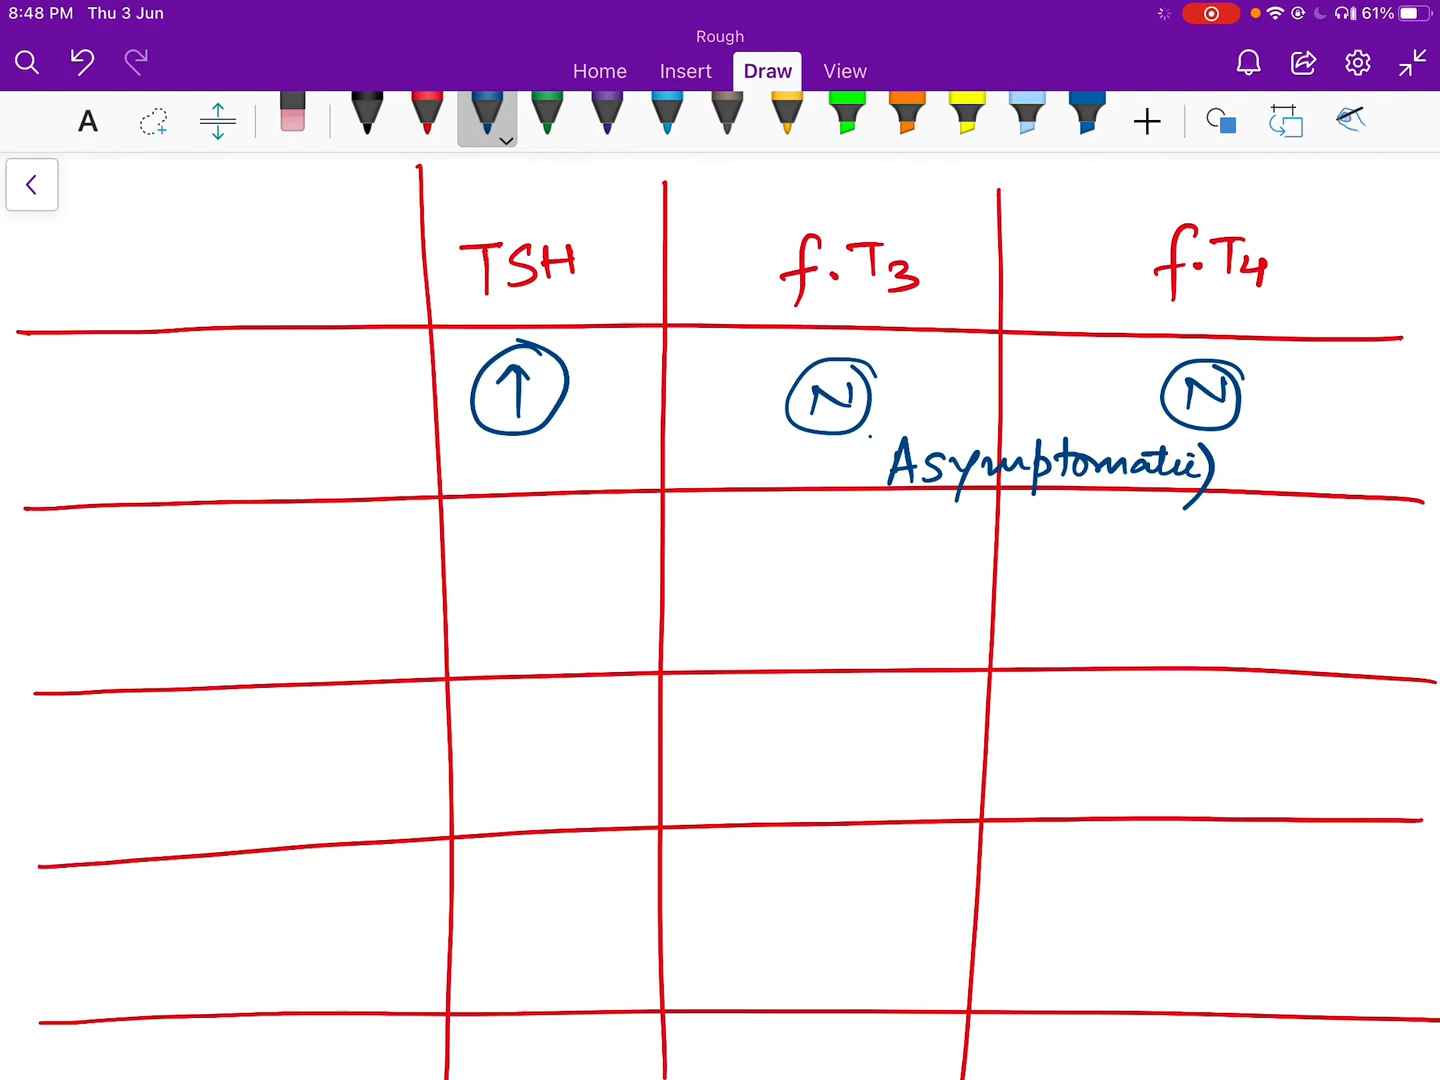 8:48 PM Thu 3 Jun
61%
Rough
Home Insert Draw View
A
TSH f.T3 f.T4
↑ N N
Asymptomatic)